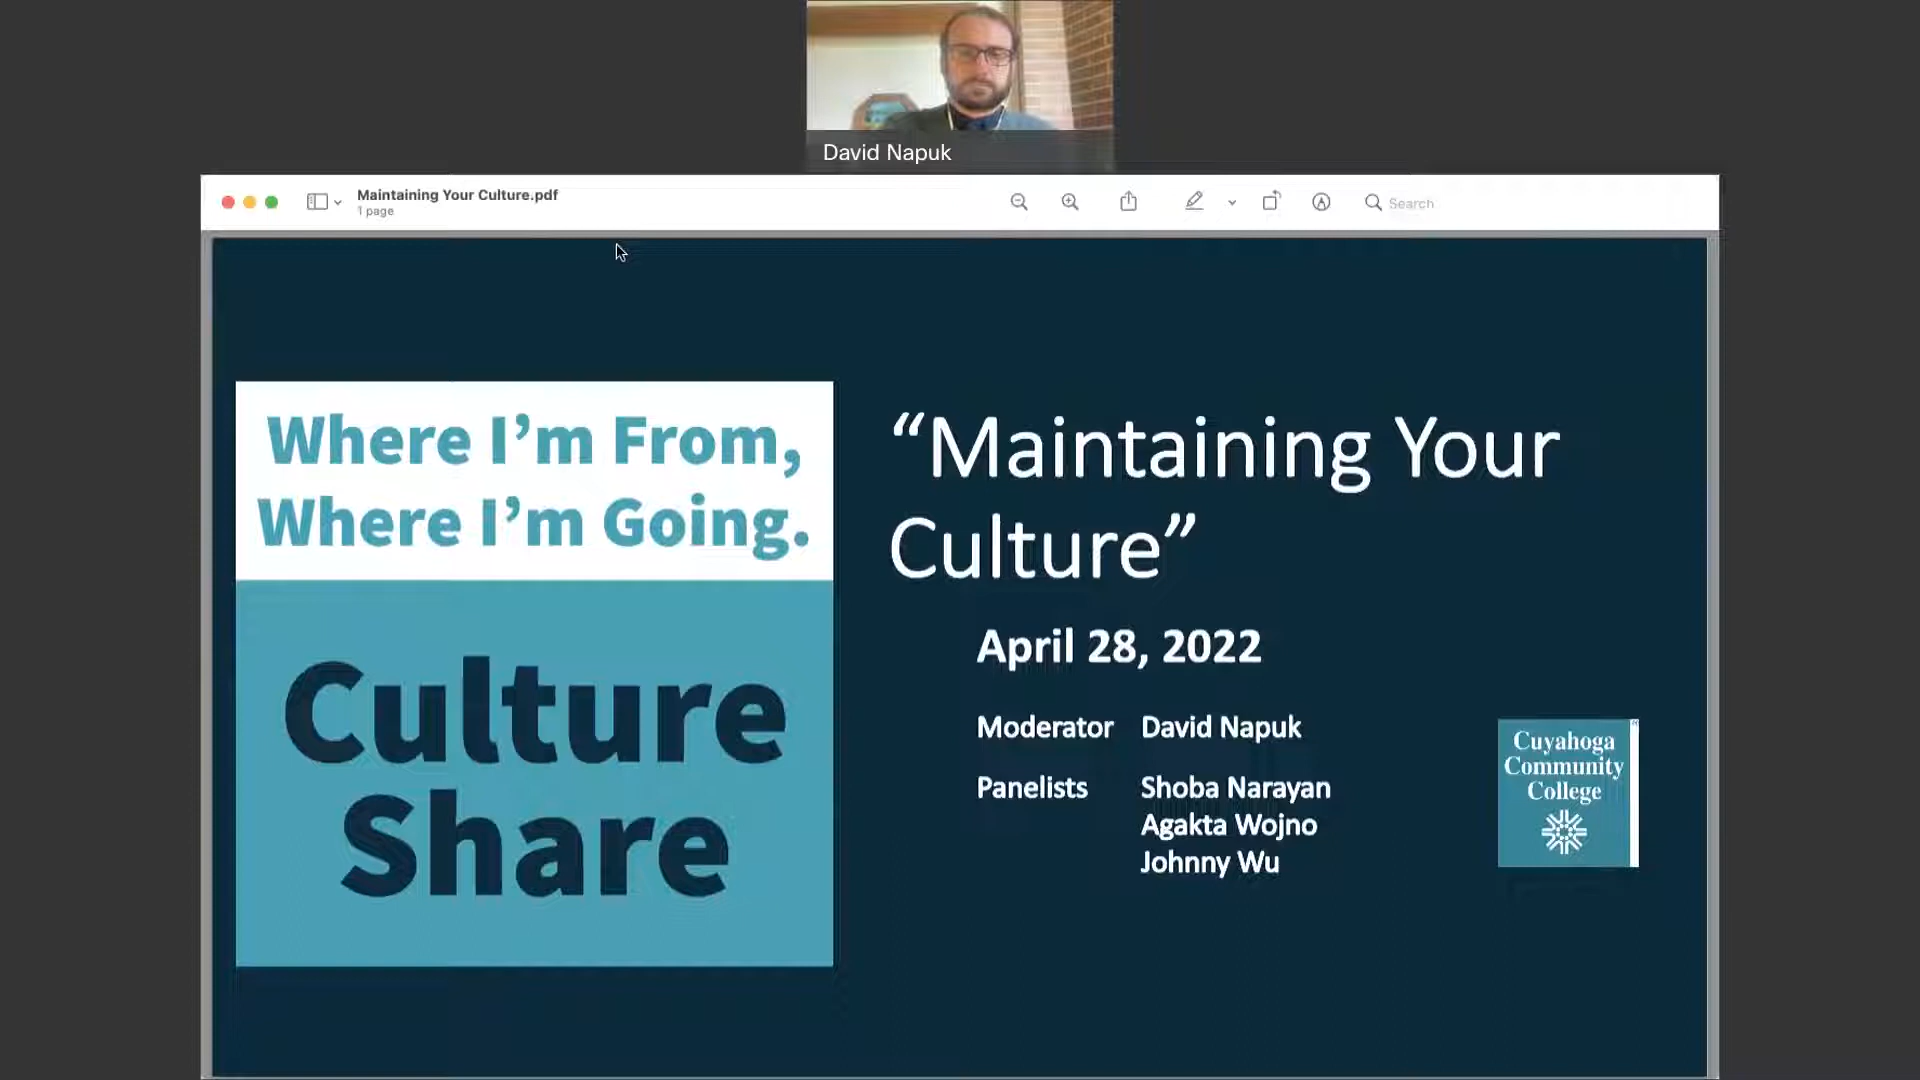 David Napuk
Maintaining Your Culture.pdf
1 page
Search
Where I’m From,
Where I’m Going.
Culture
Share
“Maintaining Your
Culture”
April 28, 2022
Moderator David Napuk
Panelists Shoba Narayan
Agakta Wojno
Johnny Wu
Cuyahoga
Community
College